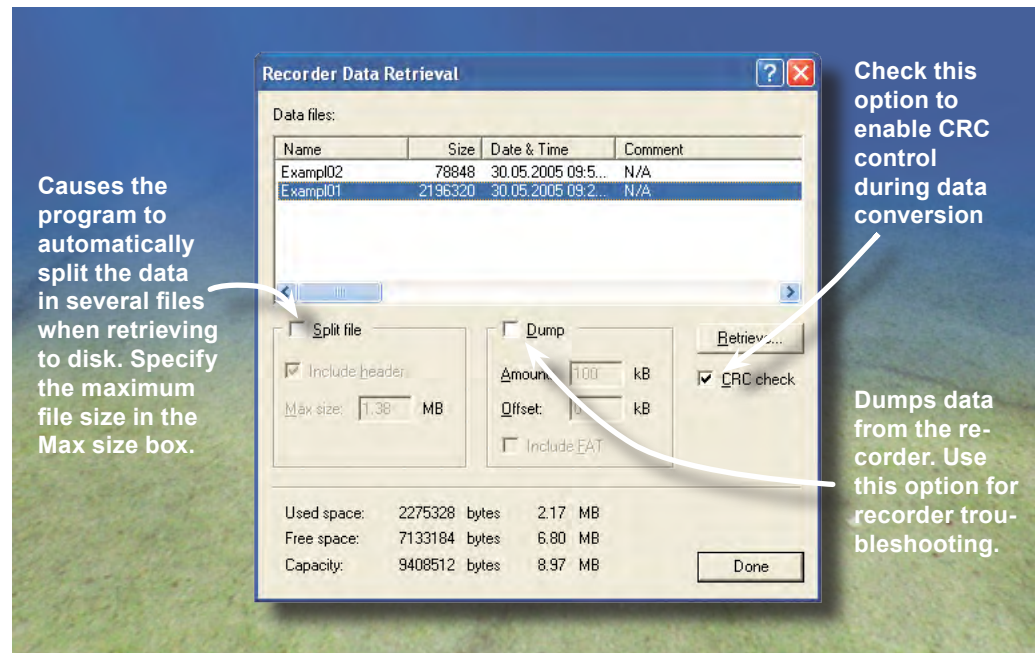 Recorder Data Retrieval
Data files:
Name Size Date & Time Comment
Exampl02 78848 30.05.2005 09:5... N/A
Exampl01 2196320 30.05.2005 09:2... N/A
Split file
Include header
Max size: 1.38 MB
Dump
Amount: 100 kB
Offset: kB
Include FAT
Retrieve...
CRC check
Used space: 2275328 bytes 2.17 MB
Free space: 7133184 bytes 6.80 MB
Capacity: 9408512 bytes 8.97 MB
Done
Causes the
program to
automatically
split the data
in several files
when retrieving
to disk. Specify
the maximum
file size in the
Max size box.
Check this
option to
enable CRC
control
during data
conversion
Dumps data
from the re-
corder. Use
this option for
recorder trou-
bleshooting.